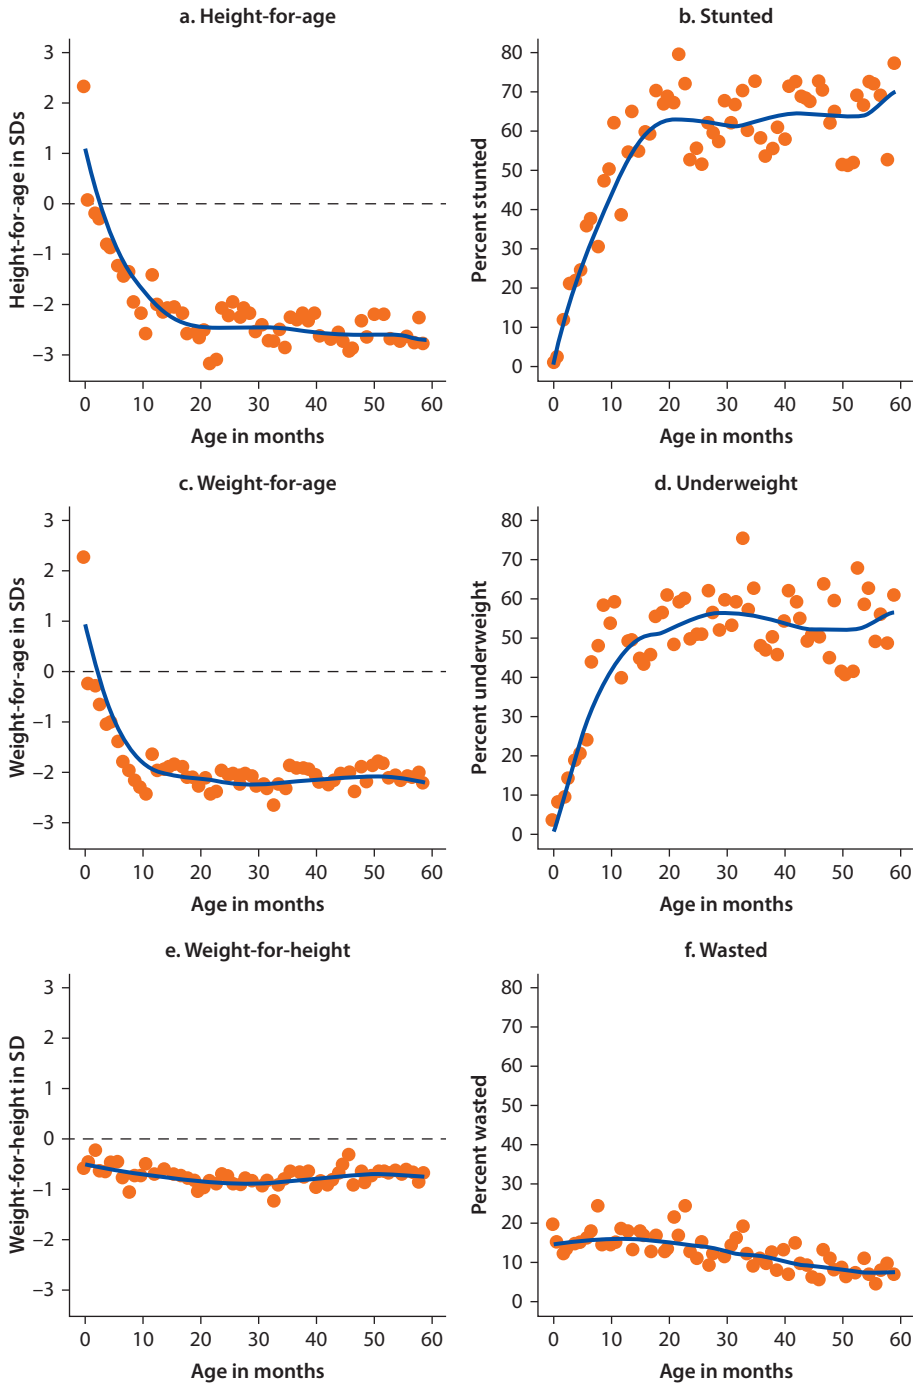 a. Height-for-age
3
2
1
0
−1
−2
−3
Height-for-age in SDs
0 10 20 30 40 50 60
Age in months
b. Stunted
80
70
60
50
40
30
20
10
0
Percent stunted
0 10 20 30 40 50 60
Age in months
c. Weight-for-age
3
2
1
0
−1
−2
−3
Weight-for-age in SDs
0 10 20 30 40 50 60
Age in months
d. Underweight
80
70
60
50
40
30
20
10
0
Percent underweight
0 10 20 30 40 50 60
Age in months
e. Weight-for-height
3
2
1
0
−1
−2
−3
Weight-for-height in SD
0 10 20 30 40 50 60
Age in months
f. Wasted
80
70
60
50
40
30
20
10
0
Percent wasted
0 10 20 30 40 50 60
Age in months